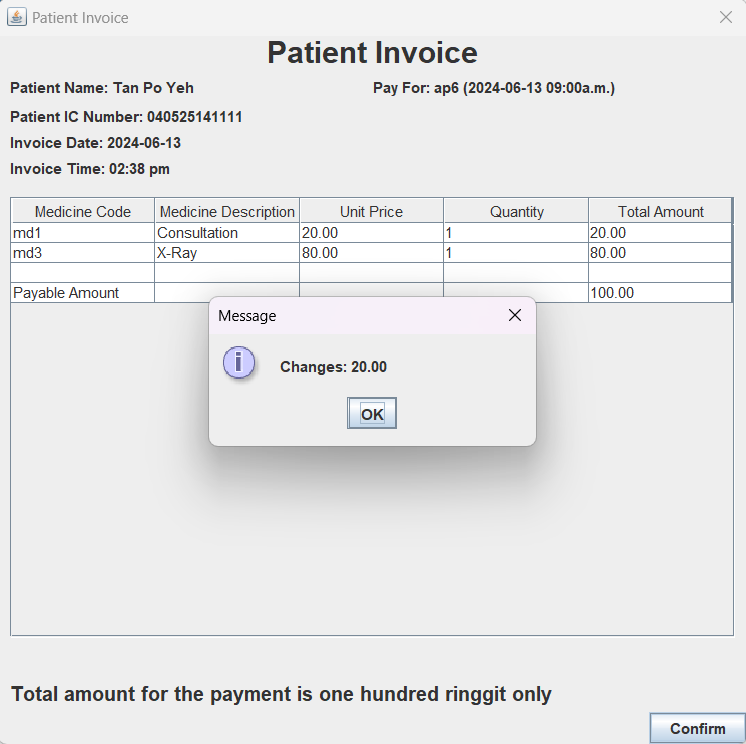 Patient Invoice
Patient Invoice
Patient Name: Tan Po Yeh Pay For: ap6 (2024-06-13 09:00a.m.)
Patient IC Number: 040525141111
Invoice Date: 2024-06-13
Invoice Time: 02:38 pm
Medicine Code Medicine Description Unit Price Quantity Total Amount
md1 Consultation 20.00 1 20.00
md3 X-Ray 80.00 1 80.00
Payable Amount 100.00
Message
Changes: 20.00
OK
Total amount for the payment is one hundred ringgit only
Confirm